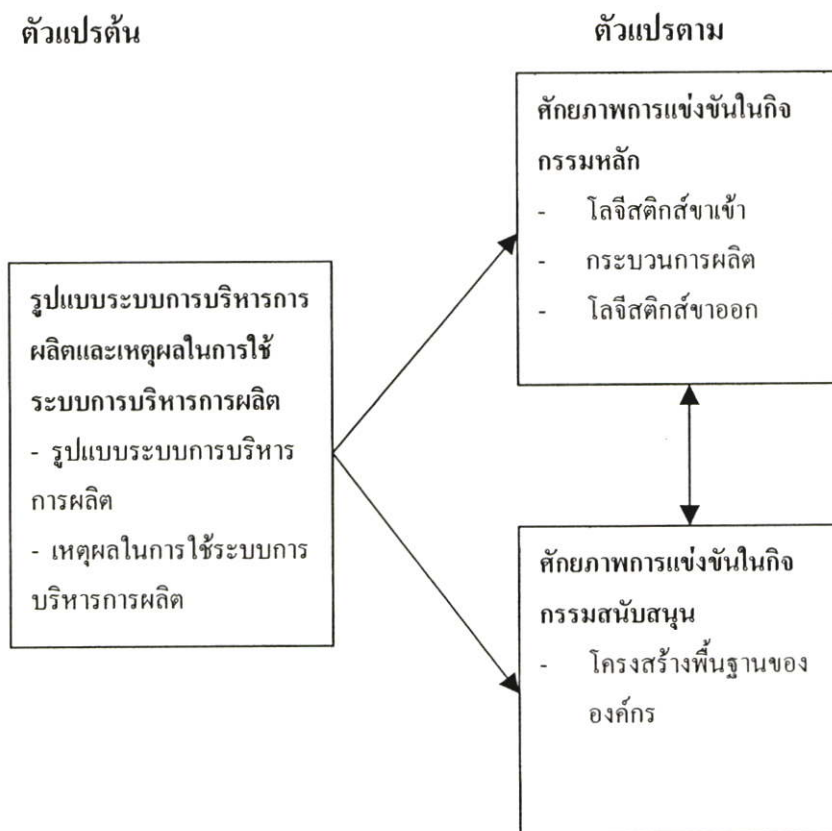 ตัวแปรต้น
ตัวแปรตาม
ศักยภาพการแข่งขันในกิจ
กรรมหลัก
- โลจีสติกส์ขาเข้า
- กระบวนการผลิต
- โลจีสติกส์ขาออก
รูปแบบระบบการบริหารการ
ผลิตและเหตุผลในการใช้
ระบบการบริหารการผลิต
- รูปแบบระบบการบริหาร
การผลิต
- เหตุผลในการใช้ระบบการ
บริหารการผลิต
ศักยภาพการแข่งขันในกิจ
กรรมสนับสนุน
- โครงสร้างพื้นฐานของ
องค์กร